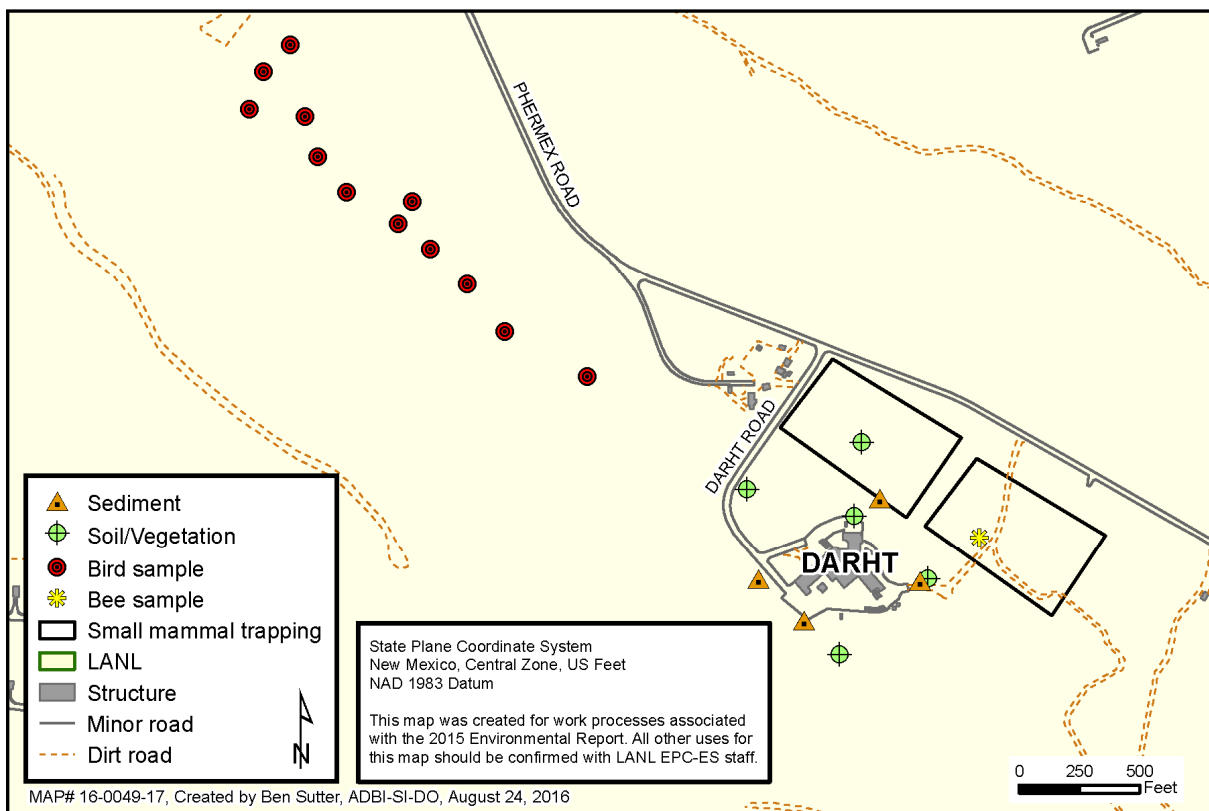 PHERMEX ROAD
DARHT ROAD
DARHT
Sediment
Soil/Vegetation
Bird sample
Bee sample
Small mammal trapping
LANL
Structure
Minor road
Dirt road
N
State Plane Coordinate System
New Mexico, Central Zone, US Feet
NAD 1983 Datum
This map was created for work processes associated
with the 2015 Environmental Report. All other uses for
this map should be confirmed with LANL EPC-ES staff.
0 250 500
Feet
MAP# 16-0049-17, Created by Ben Sutter, ADBI-SI-DO, August 24, 2016